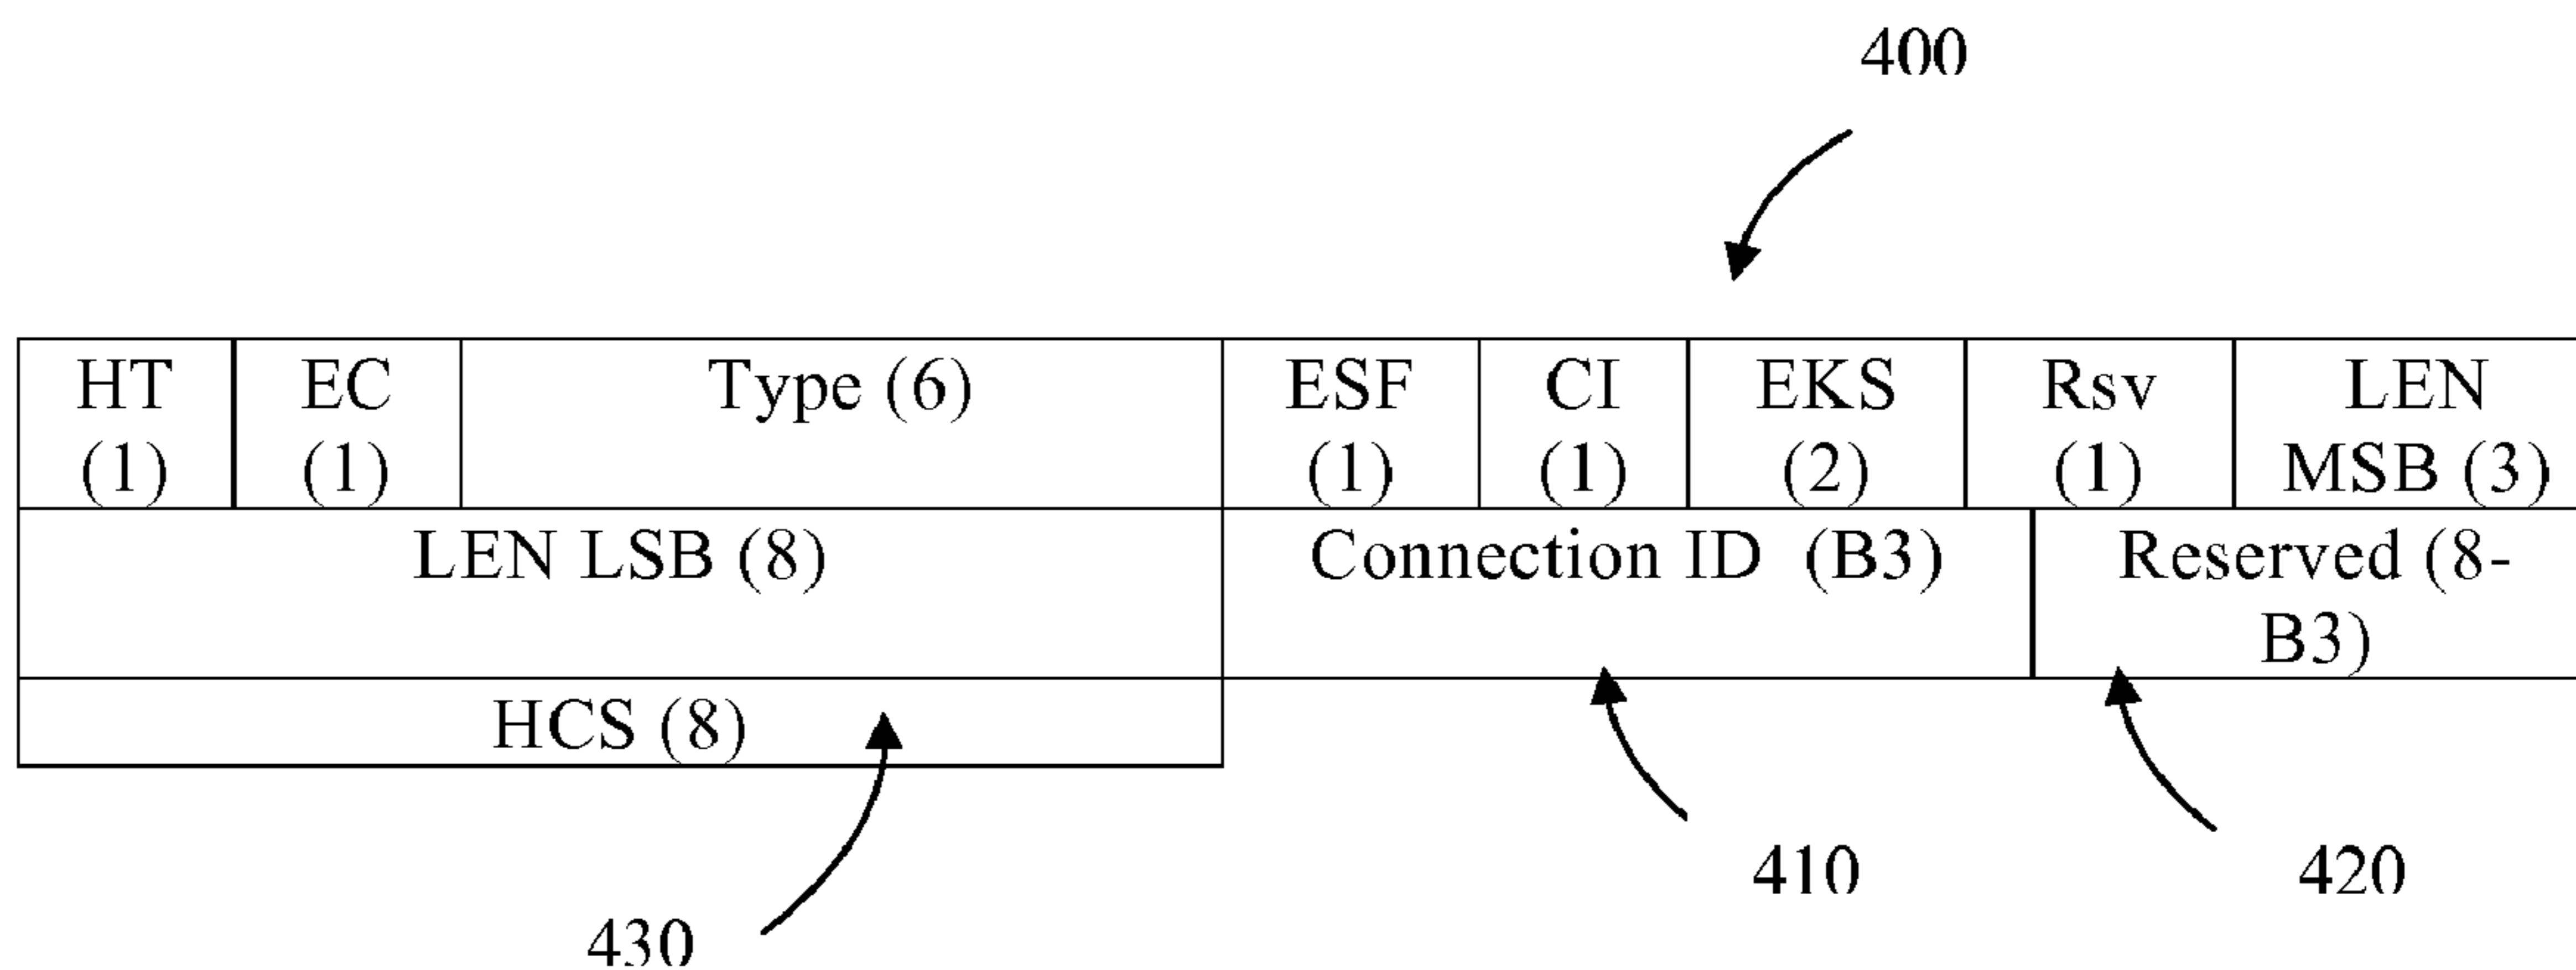 400
HT EC Type (6) ESF CI EKS Rsv LEN
(1) (1) (1) (1) (2) (1) MSB (3)
LEN LSB (8) Connection ID (B3) Reserved (8-
B3)
HCS (8)
410 420
430